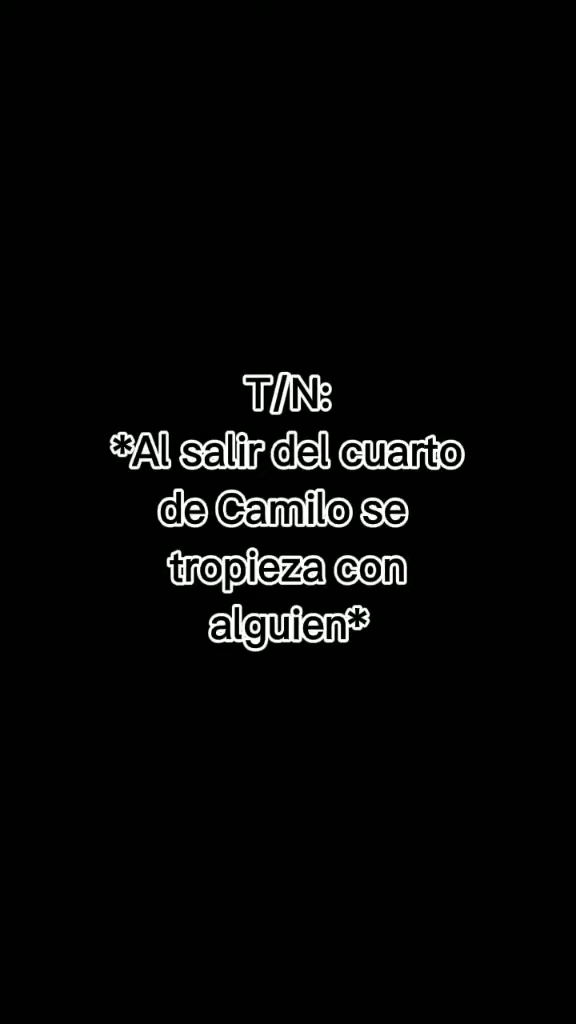 T/N:
*Al salir del cuarto
de Camilo se
tropieza con
alguien*